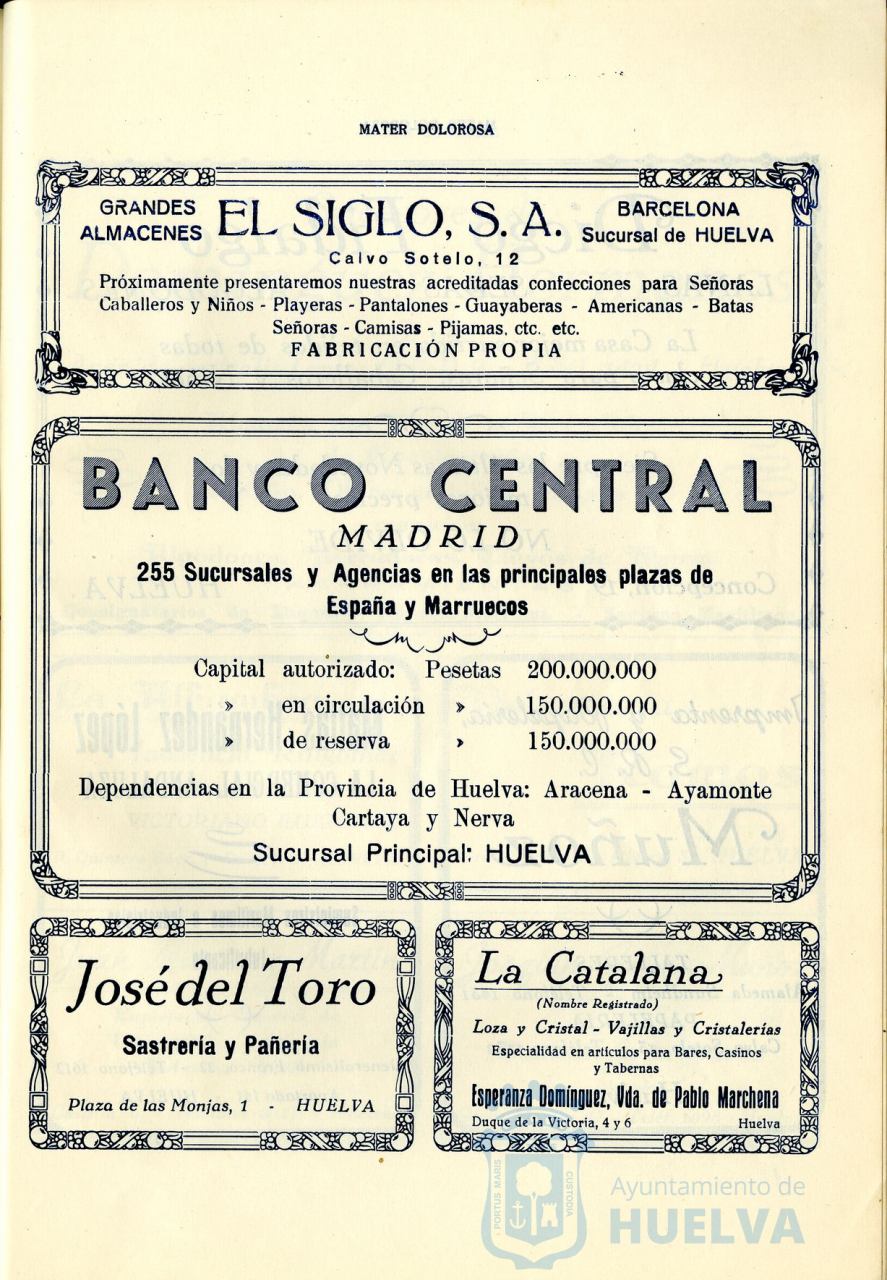 MATER DOLOROSA
GRANDES ALMACENES
EL SIGLO, S. A.
BARCELONA
Sucursal de HUELVA
Calvo Sotelo, 12
Próximamente presentaremos nuestras acreditadas confecciones para Señoras
Caballeros y Niños - Playeras - Pantalones - Guayaberas - Americanas - Batas
Señoras - Camisas - Pijamas, ctc. etc.
FABRICACIÓN PROPIA
BANCO CENTRAL
MADRID
255 Sucursales y Agencias en las principales plazas de
España y Marruecos
Capital autorizado: Pesetas 200.000.000
» en circulación » 150.000.000
» de reserva » 150.000.000
Dependencias en la Provincia de Huelva: Aracena - Ayamonte
Cartaya y Nerva
Sucursal Principal: HUELVA
José del Toro
Sastrería y Pañería
Plaza de las Monjas, 1 - HUELVA
La Catalana
(Nombre Registrado)
Loza y Cristal - Vajillas y Cristalerías
Especialidad en artículos para Bares, Casinos
y Tabernas
Esperanza Domínguez, Vda. de Pablo Marchena
Duque de la Victoria, 4 y 6 Huelva
PORTUS MARIS
CUSTODIA
Ayuntamiento de
HUELVA